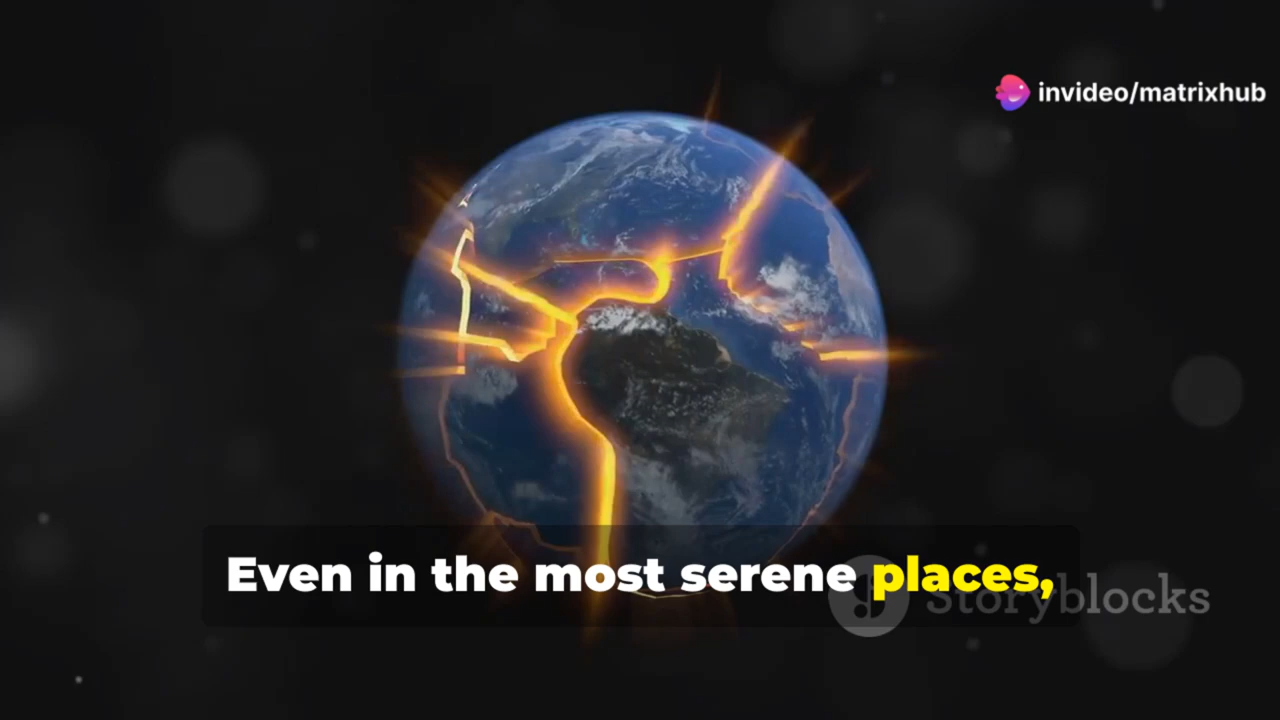 invideo/matrixhub
Even in the most serene places,
Storyblocks